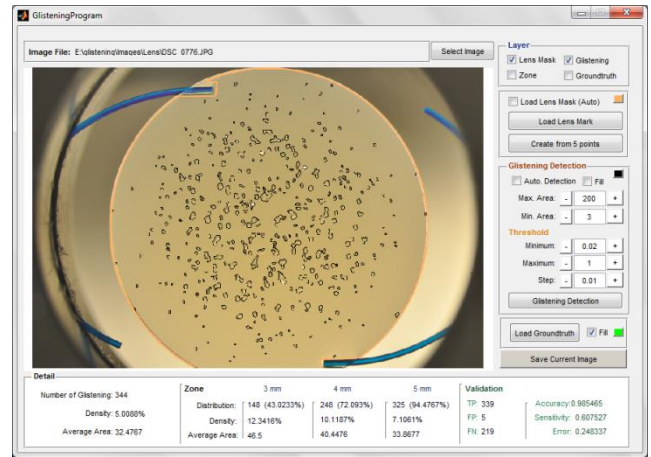 GlisteningProgram
Image File: E:\glistening\Images\Lens\DSC_0776.JPG
Select Image
Layer
Lens Mask Glistening
Zone Groundtruth
Load Lens Mask (Auto)
Load Lens Mark
Create from 5 points
Glistening Detection
Auto. Detection Fill
Max. Area: - 200 +
Min. Area: - 3 +
Threshold
Minimum: - 0.02 +
Maximum: - 1 +
Step: - 0.01 +
Glistening Detection
Load Groundtruth Fill
Save Current Image
Detail
Number of Glistening: 344
Density: 5.0088%
Average Area: 32.4767
Zone 3 mm 4 mm 5 mm
Distribution: 148 (43.0233%) 248 (72.093%) 325 (94.4767%)
Density: 12.3416% 10.1187% 7.1061%
Average Area: 46.5 40.4476 33.8677
Validation
TP: 339 Accuracy: 0.985465
FP: 5 Sensitivity: 0.607527
FN: 219 Error: 0.248337